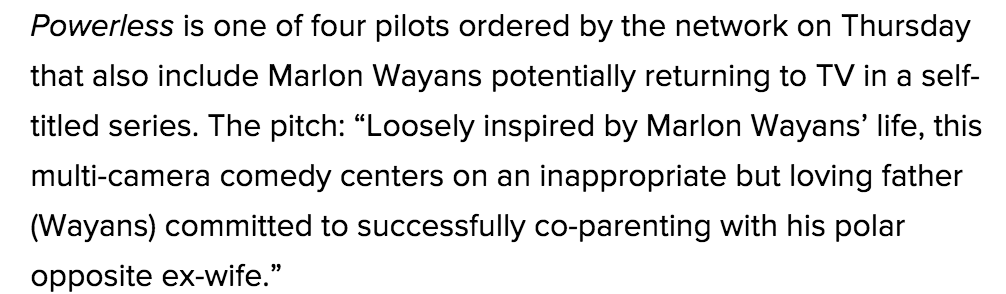 Powerless is one of four pilots ordered by the network on Thursday
that also include Marlon Wayans potentially returning to TV in a self-
titled series. The pitch: “Loosely inspired by Marlon Wayans’ life, this
multi-camera comedy centers on an inappropriate but loving father
(Wayans) committed to successfully co-parenting with his polar
opposite ex-wife.”